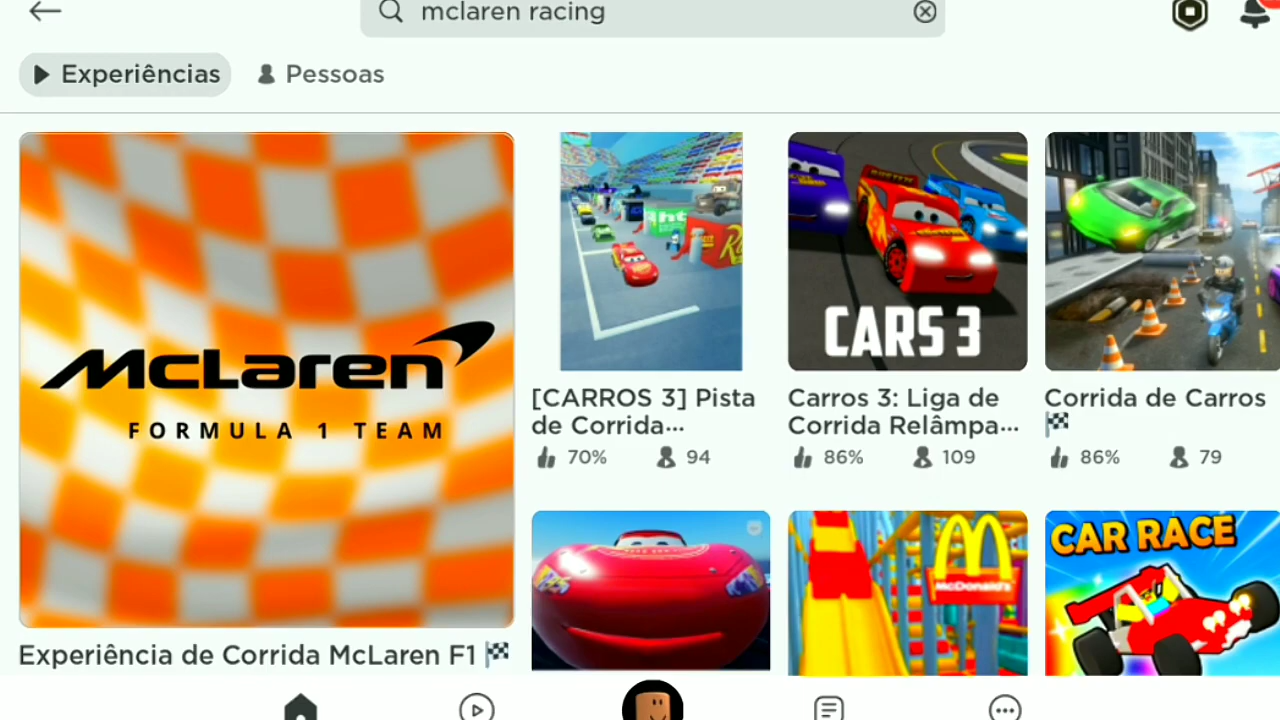 mclaren racing
Experiências
Pessoas
McLaren
FORMULA 1 TEAM
Experiência de Corrida McLaren F1
[CARROS 3] Pista
de Corrida...
70% 94
CARS 3
Carros 3: Liga de
Corrida Relâmpa...
86% 109
Corrida de Carros
86% 79
McDonald's
CAR RACE